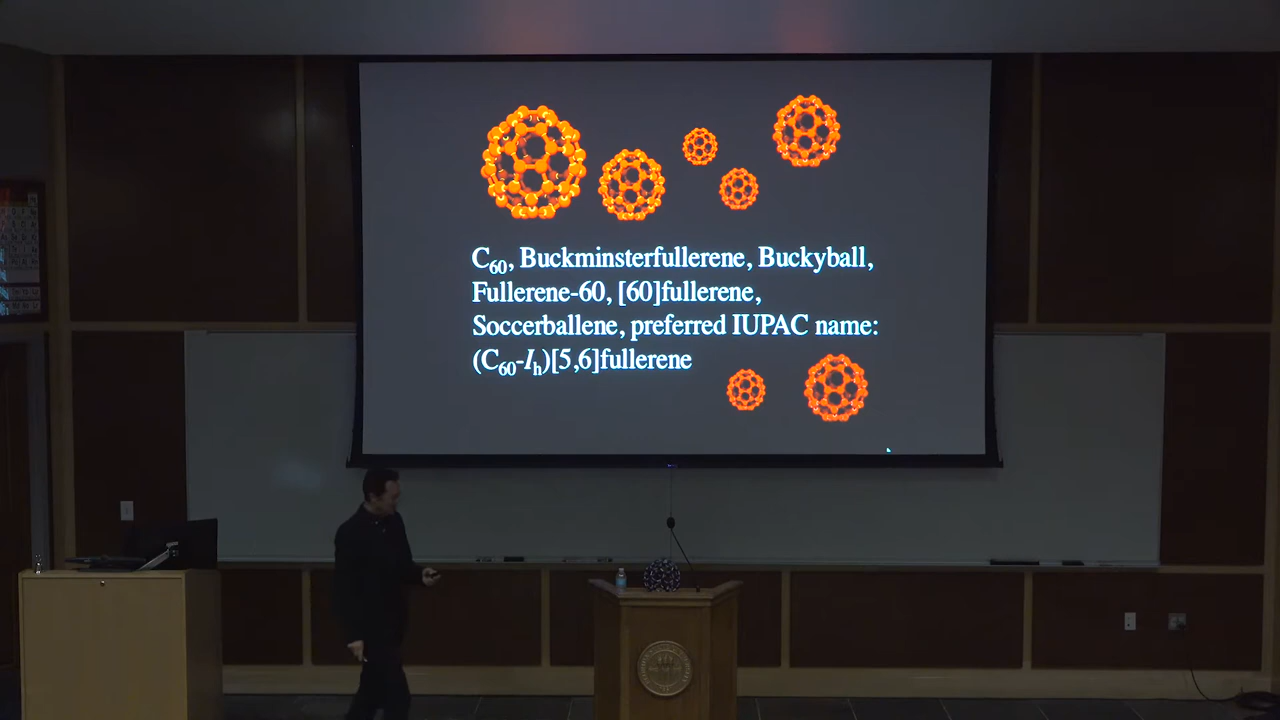 C₆₀, Buckminsterfullerene, Buckyball,
Fullerene-60, [60]fullerene,
Soccerballene, preferred IUPAC name:
(C₆₀-Iₕ)[5,6]fullerene